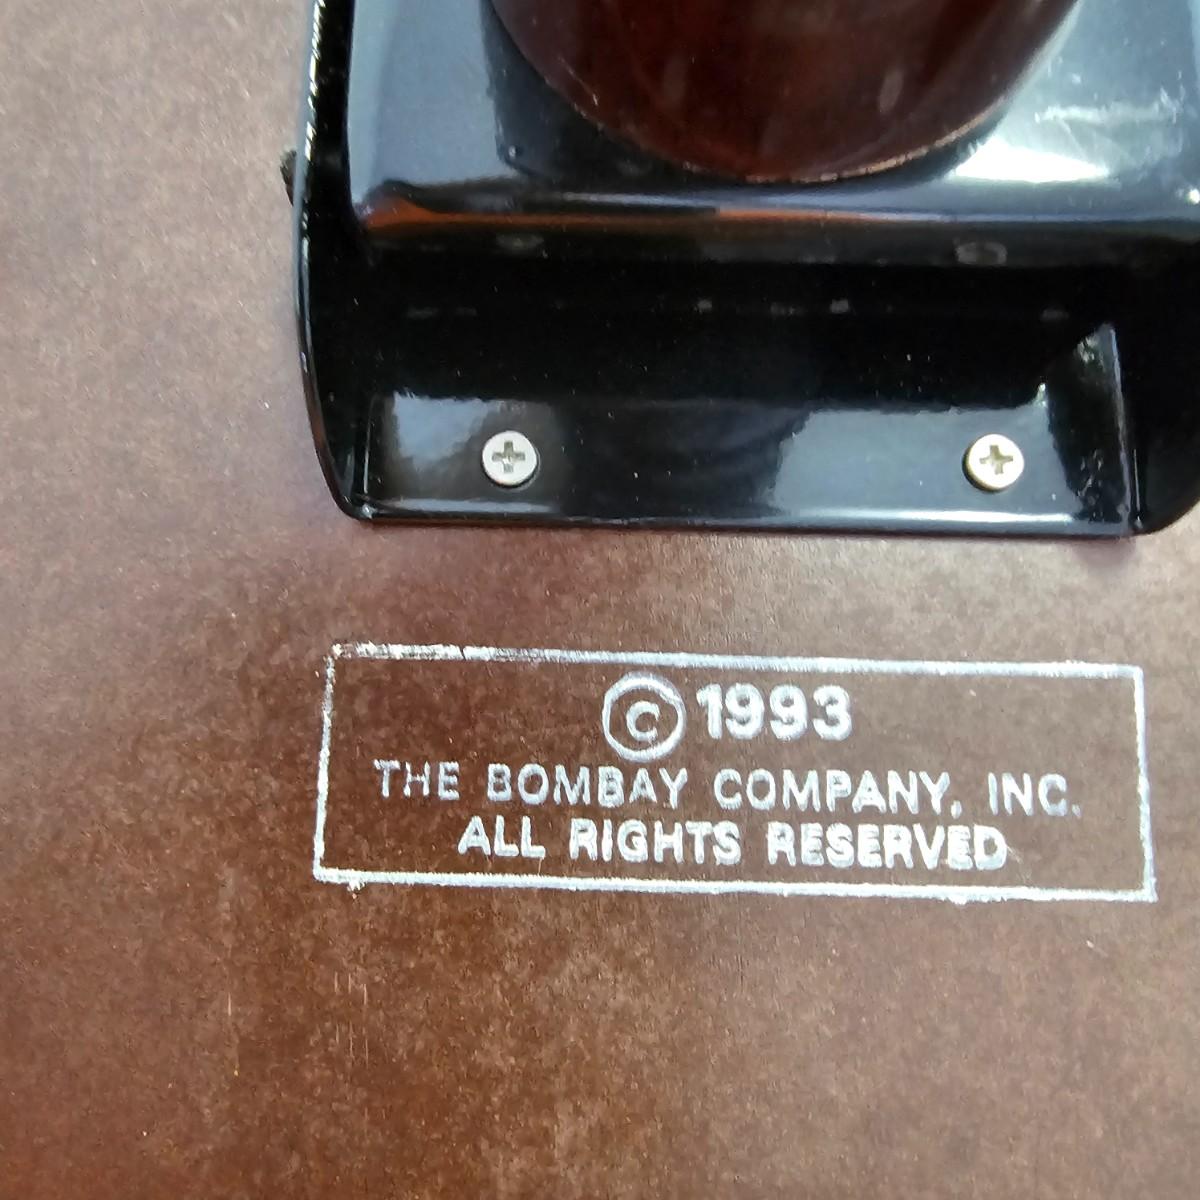 © 1993
THE BOMBAY COMPANY, INC.
ALL RIGHTS RESERVED